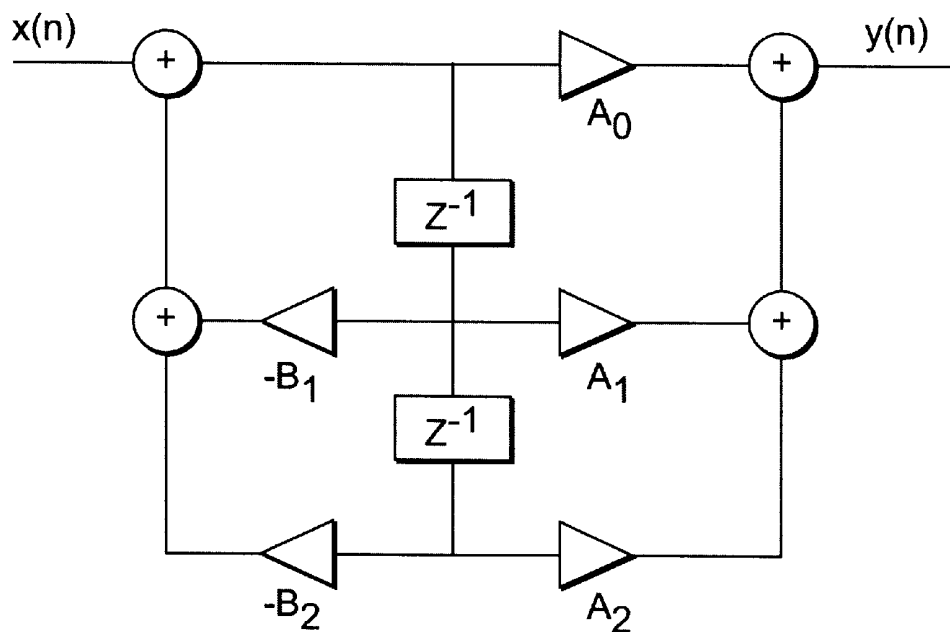 x(n)
y(n)
+
+
A₀
Z⁻¹
+
+
-B₁
A₁
Z⁻¹
-B₂
A₂